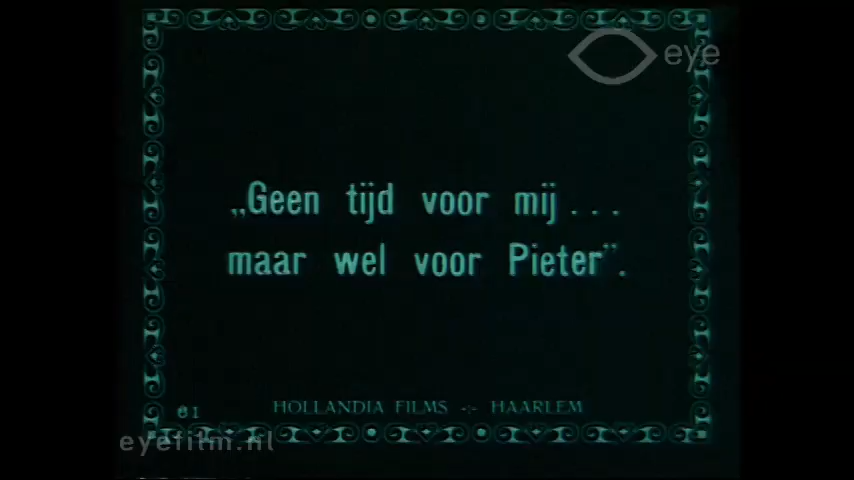 eye
„Geen tijd voor mij...
maar wel voor Pieter”.
61 HOLLANDIA FILMS -:- HAARLEM
eyefilm.nl